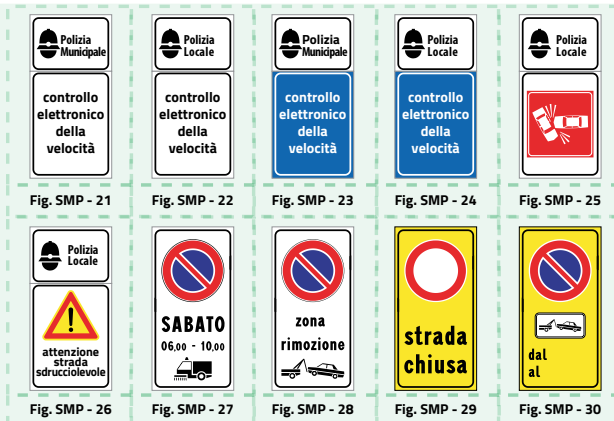 Polizia
Municipale
controllo
elettronico
della
velocità
Fig. SMP - 21
Polizia
Locale
controllo
elettronico
della
velocità
Fig. SMP - 22
Polizia
Municipale
controllo
elettronico
della
velocità
Fig. SMP - 23
Polizia
Locale
controllo
elettronico
della
velocità
Fig. SMP - 24
Polizia
Locale
Fig. SMP - 25
Polizia
Locale
attenzione
strada
sdrucciolevole
Fig. SMP - 26
SABATO
06,00 - 10,00
Fig. SMP - 27
zona
rimozione
Fig. SMP - 28
strada
chiusa
Fig. SMP - 29
dal
al
Fig. SMP - 30